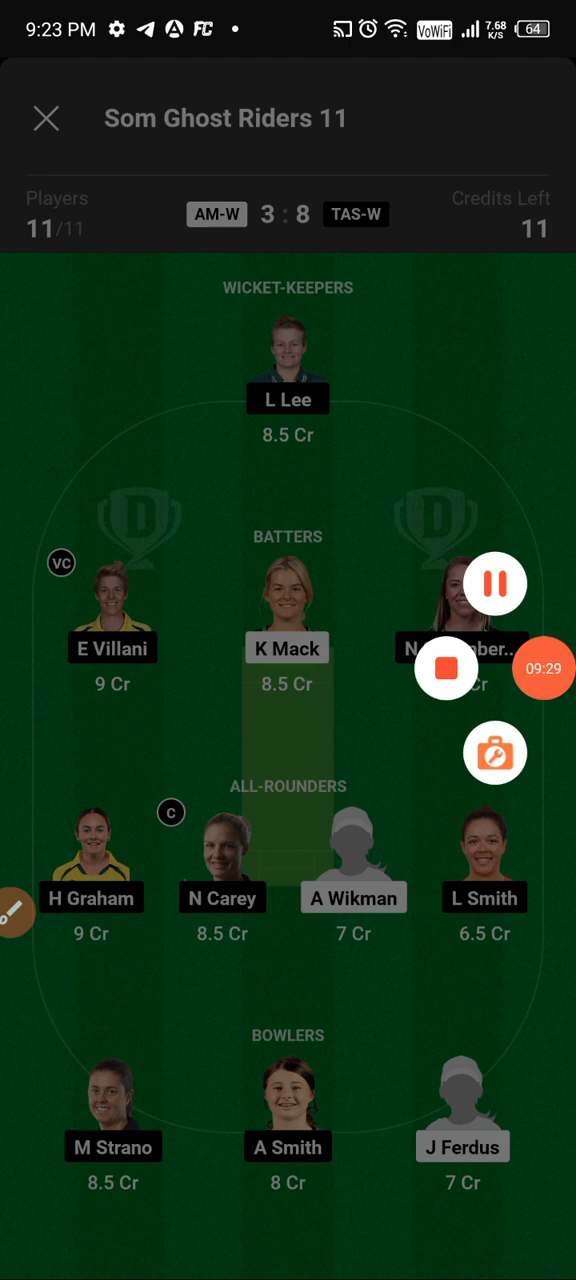 9:23 PM FC VoWiFi 7.68 K/S 64
Som Ghost Riders 11
Players Credits Left
11/11 AM-W 3 : 8 TAS-W 11
WICKET-KEEPERS
L Lee
8.5 Cr
D D
BATTERS
VC
E Villani K Mack N
9 Cr 8.5 Cr Cr
09:29
ALL-ROUNDERS
C
H Graham N Carey A Wikman L Smith
9 Cr 8.5 Cr 7 Cr 6.5 Cr
BOWLERS
M Strano A Smith J Ferdus
8.5 Cr 8 Cr 7 Cr